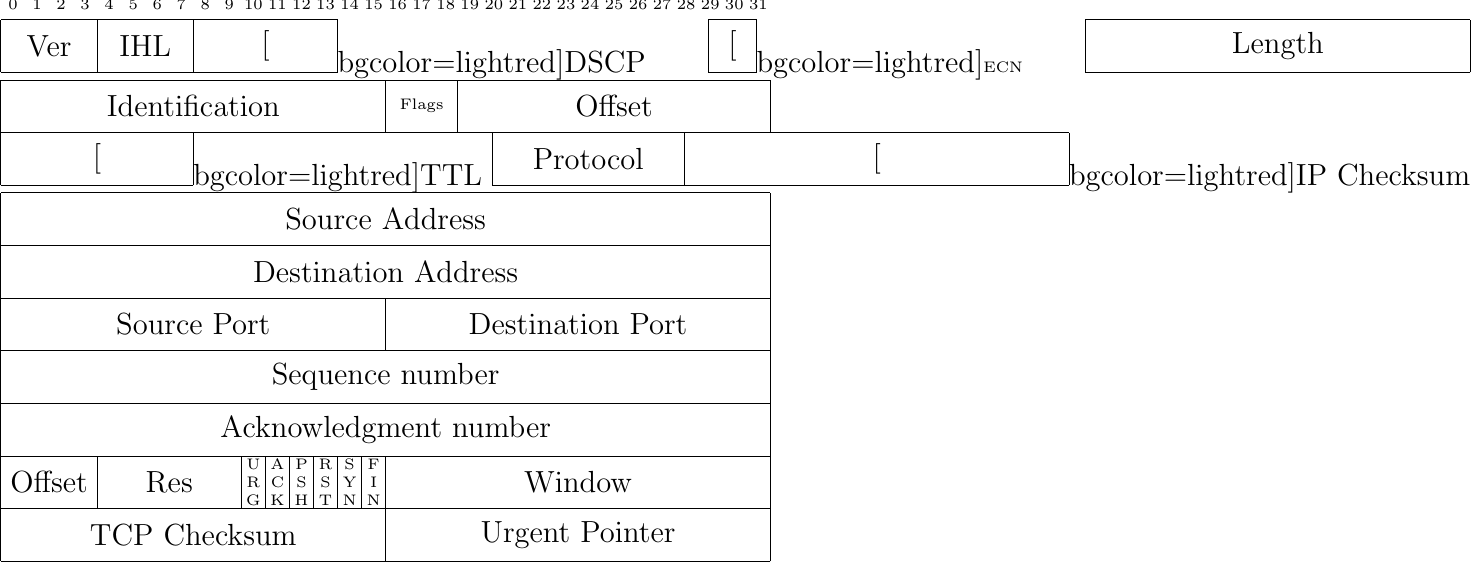 0 1 2 3 4 5 6 7 8 9 10 11 12 13 14 15 16 17 18 19 20 21 22 23 24 25 26 27 28 29 30 31
Ver IHL [ bgcolor=lightred]DSCP [ bgcolor=lightred]ECN Length
Identification Flags Offset
[ bgcolor=lightred]TTL Protocol [ bgcolor=lightred]IP Checksum
Source Address
Destination Address
Source Port Destination Port
Sequence number
Acknowledgment number
Offset Res URG ACK PSH RST SYN FIN Window
TCP Checksum Urgent Pointer